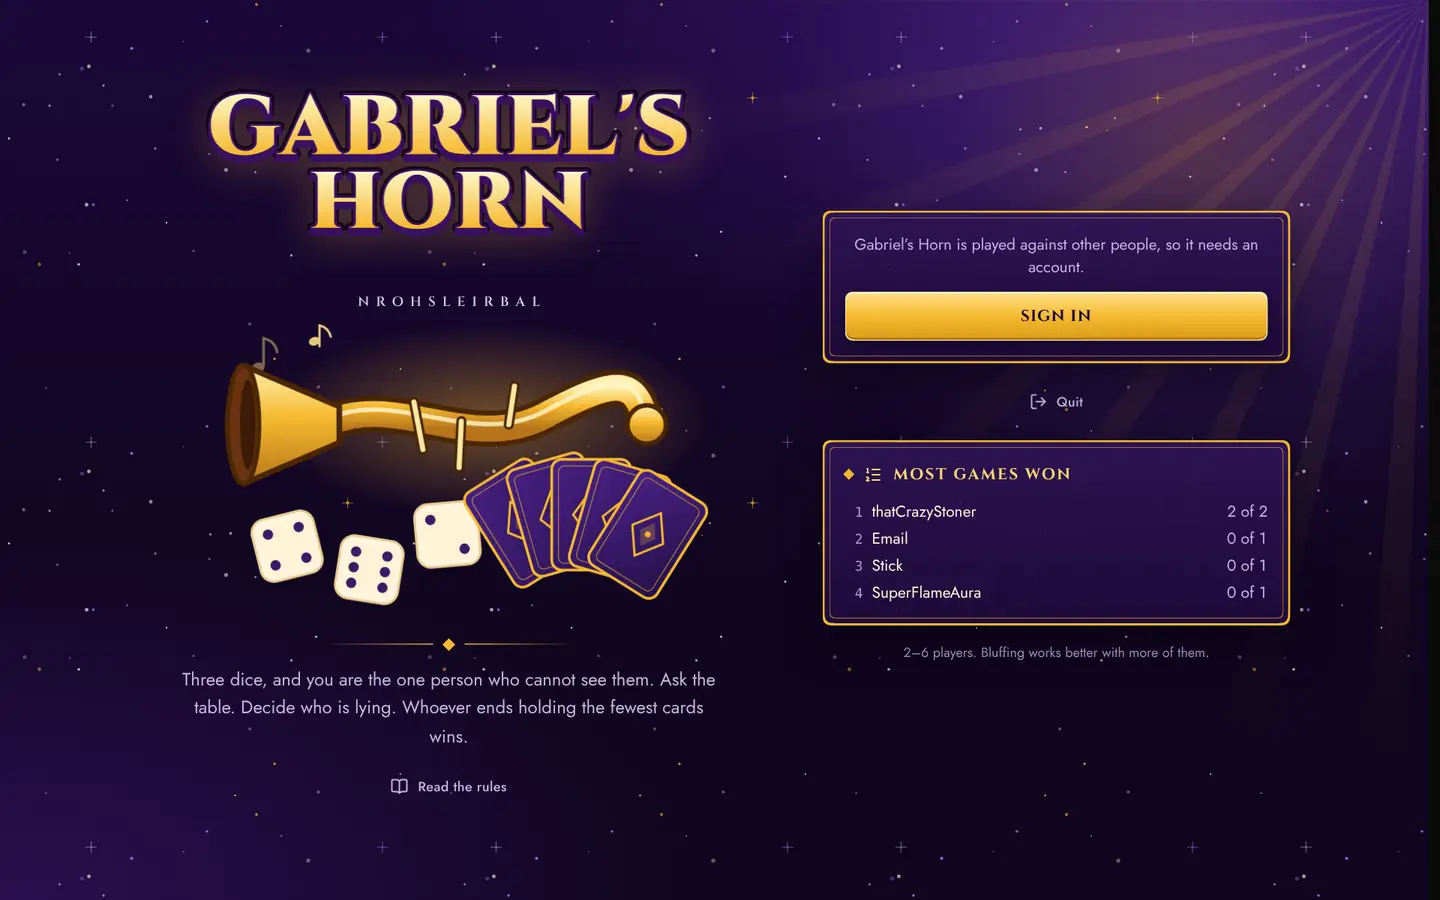 GABRIEL'S
HORN
NROHSLEIRBAL
Three dice, and you are the one person who cannot see them. Ask the
table. Decide who is lying. Whoever ends holding the fewest cards
wins.
Read the rules
Gabriel's Horn is played against other people, so it needs an
account.
SIGN IN
Quit
MOST GAMES WON
1 thatCrazyStoner 2 of 2
2 Email 0 of 1
3 Stick 0 of 1
4 SuperFlameAura 0 of 1
2–6 players. Bluffing works better with more of them.